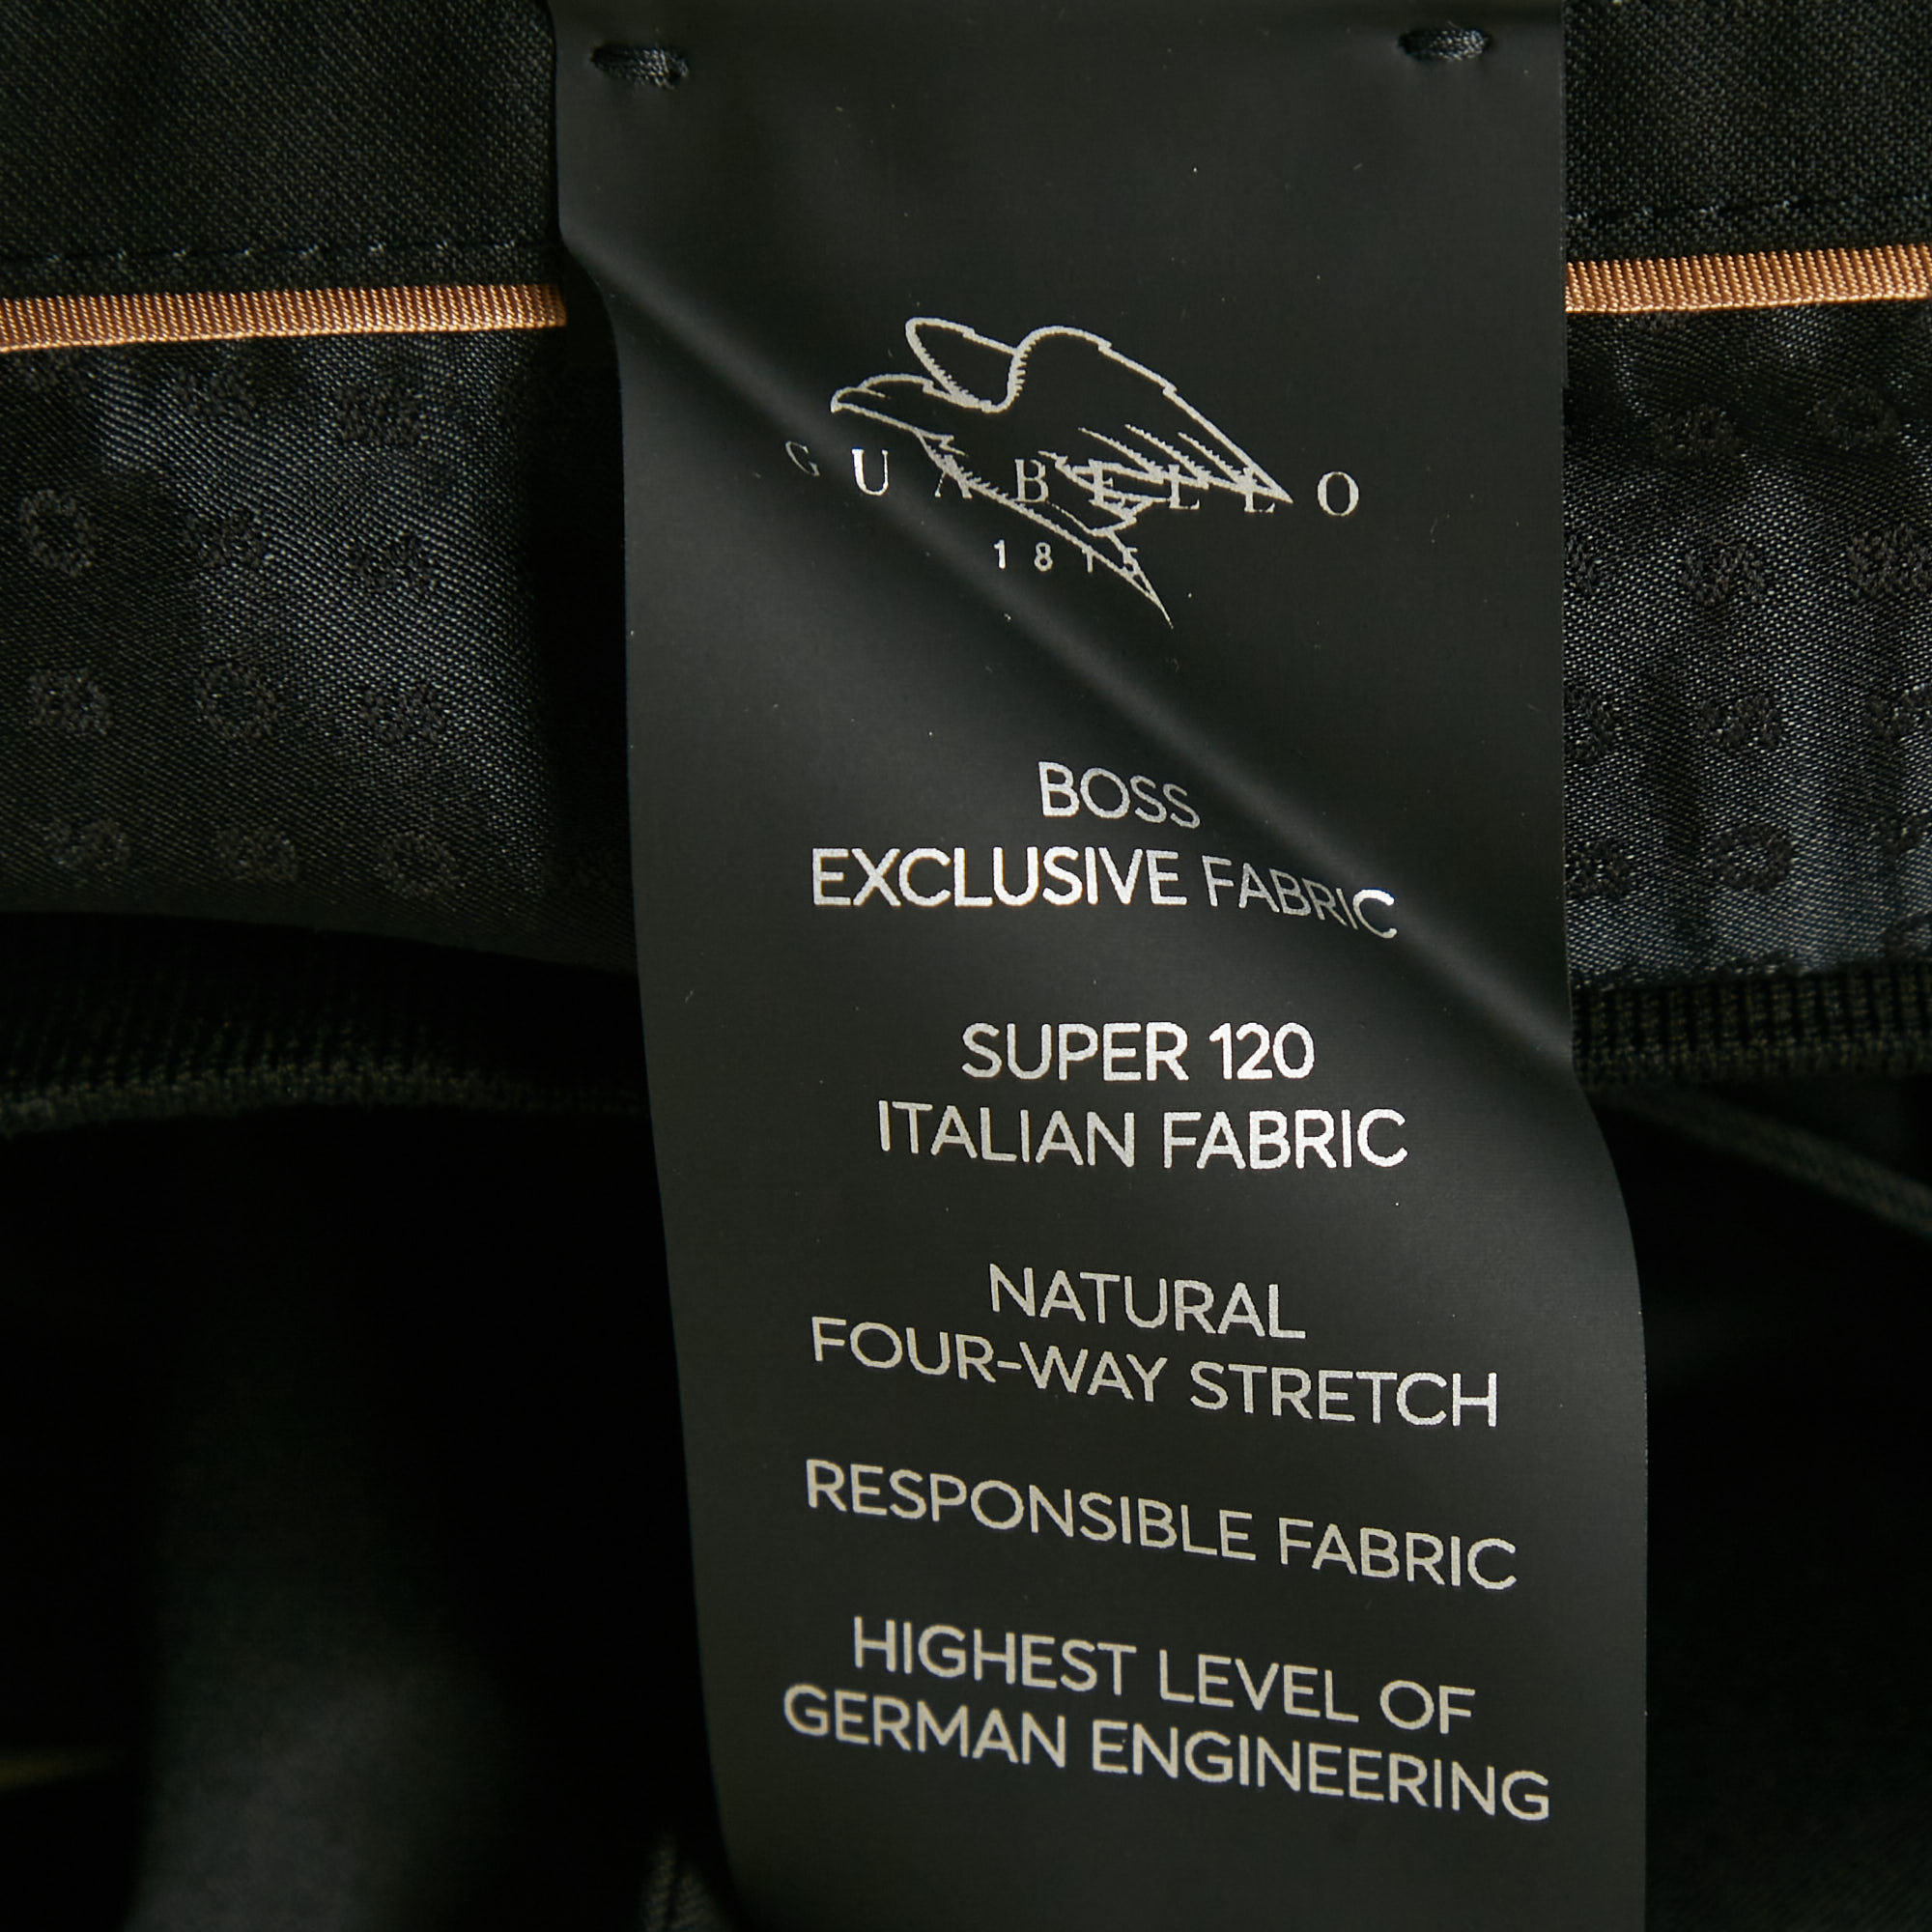 GUABELLO
1815
BOSS
EXCLUSIVE FABRIC
SUPER 120
ITALIAN FABRIC
NATURAL
FOUR-WAY STRETCH
RESPONSIBLE FABRIC
HIGHEST LEVEL OF
GERMAN ENGINEERING